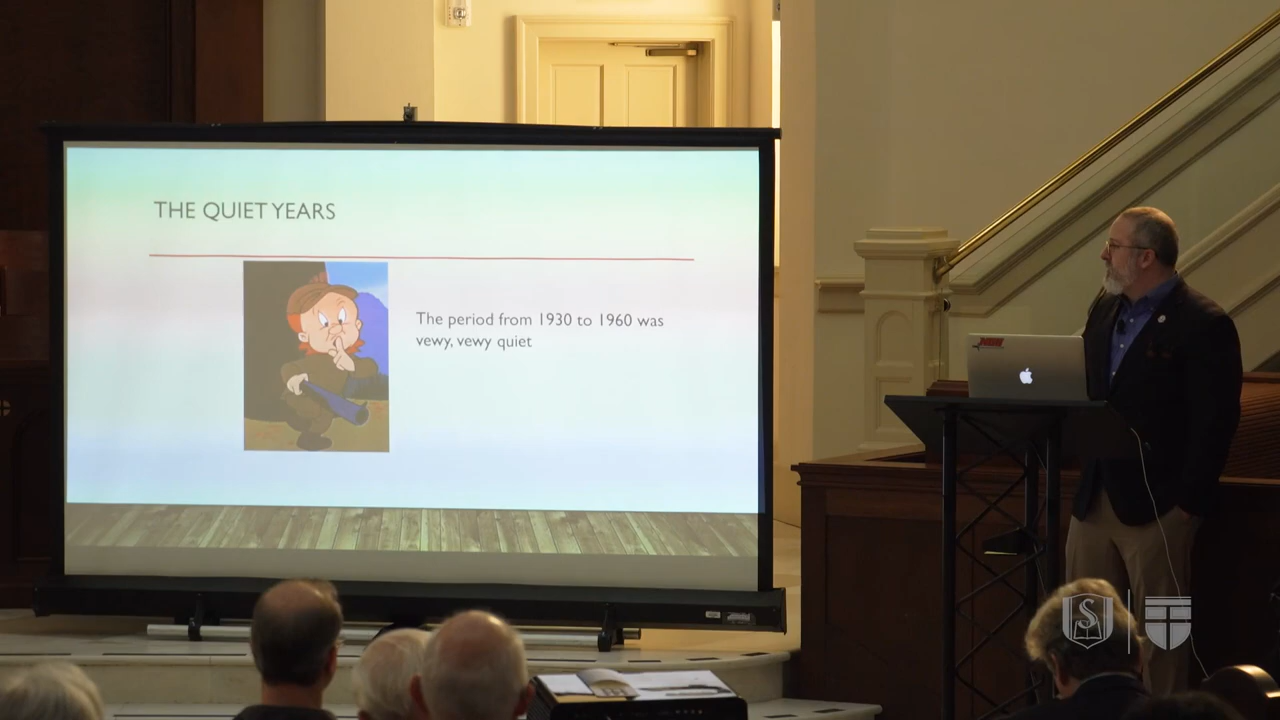 THE QUIET YEARS
The period from 1930 to 1960 was
vewy, vewy quiet
S